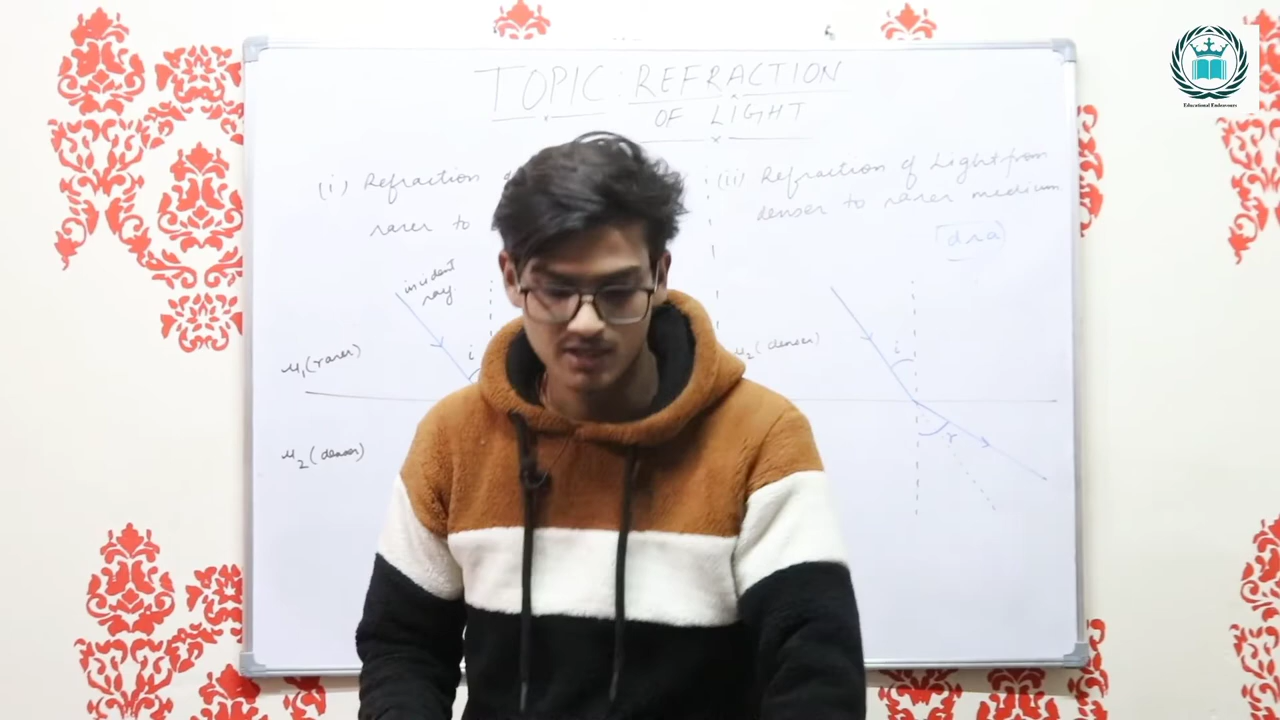 TOPIC: REFRACTION
OF LIGHT
(i) Refraction
rarer to
(ii) Refraction of Light from
denser to rarer medium
dra
incident
ray
i
μ1 (rarer)
μ2 (denser)
μ2 (denser)
i
r
Educational Endeavours